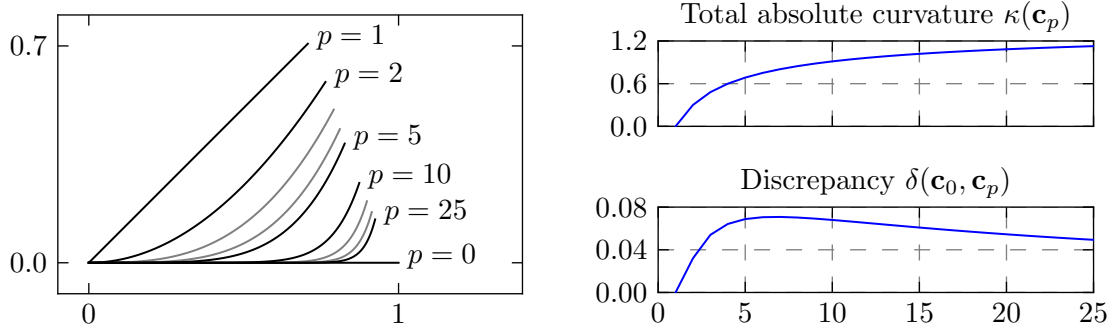 0.7
0.0
0
1
p = 1
p = 2
p = 5
p = 10
p = 25
p = 0
Total absolute curvature κ(c_p)
1.2
0.6
0.0
Discrepancy δ(c_0, c_p)
0.08
0.04
0.00
0 5 10 15 20 25